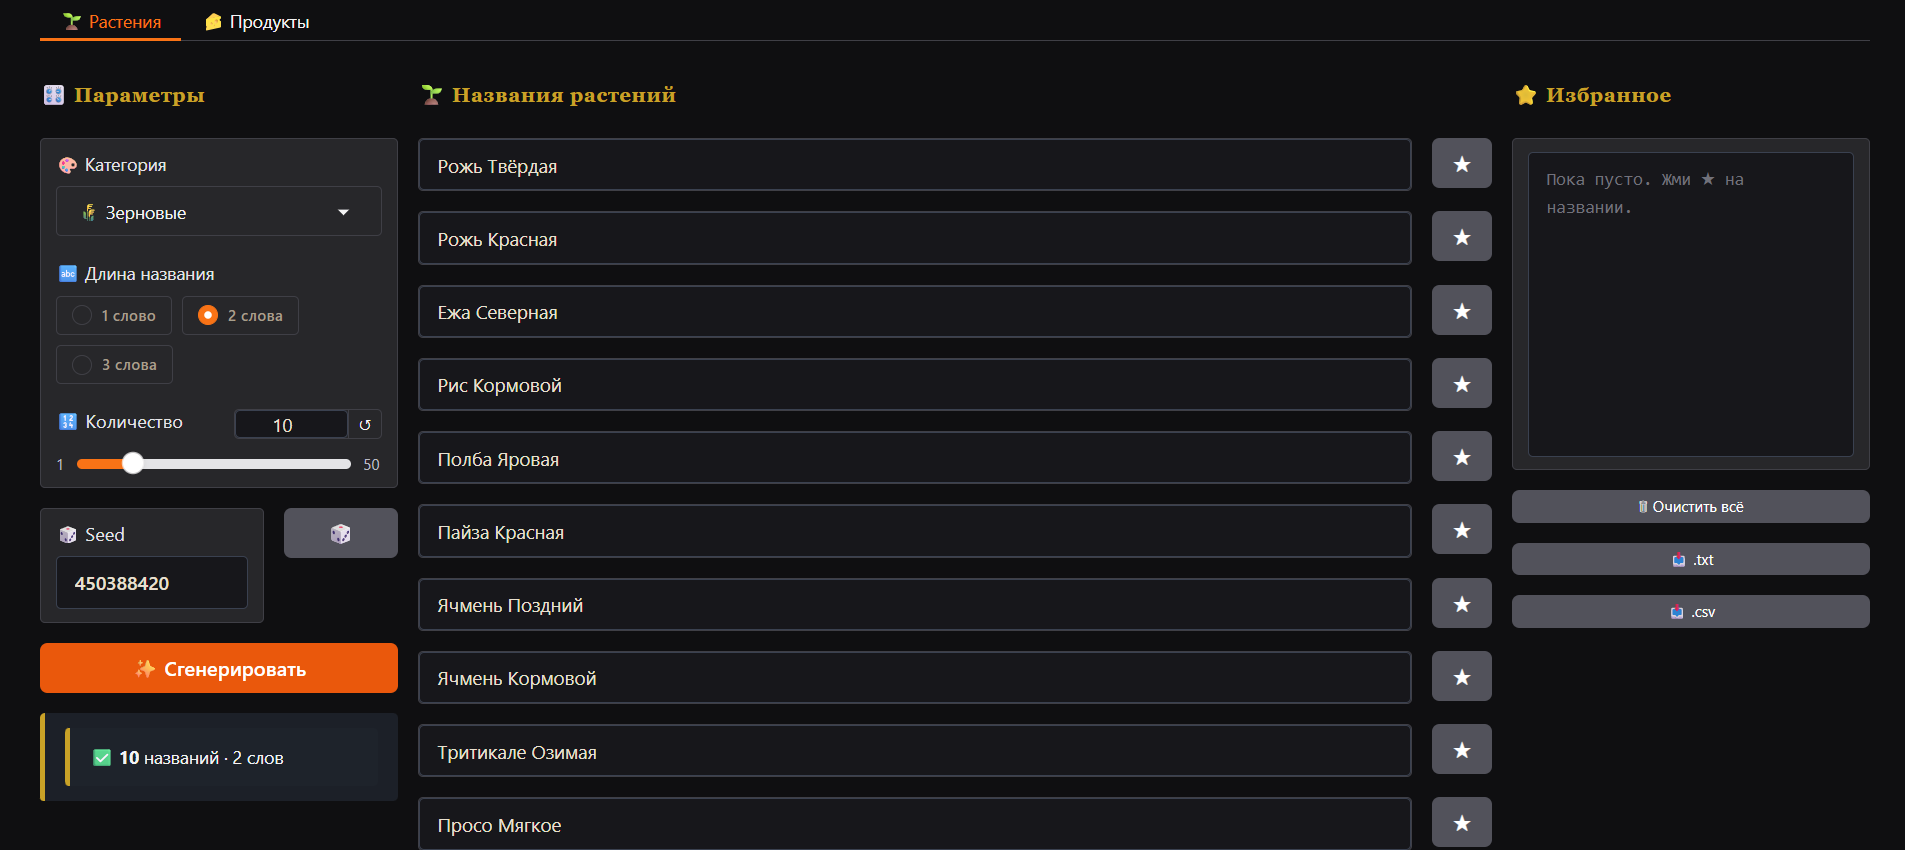 Растения
Продукты
Параметры
Категория
Зерновые
Длина названия
1 слово
2 слова
3 слова
Количество
10
↺
1
50
Seed
450388420
Сгенерировать
10 названий · 2 слов
Названия растений
Рожь Твёрдая
★
Рожь Красная
★
Ежа Северная
★
Рис Кормовой
★
Полба Яровая
★
Пайза Красная
★
Ячмень Поздний
★
Ячмень Кормовой
★
Тритикале Озимая
★
Просо Мягкое
★
Избранное
Пока пусто. Жми ★ на
названии.
Очистить всё
.txt
.csv